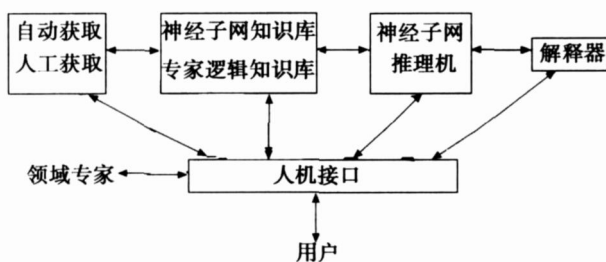 自动获取
人工获取
神经子网知识库
专家逻辑知识库
神经子网
推理机
解释器
领域专家
人机接口
用户